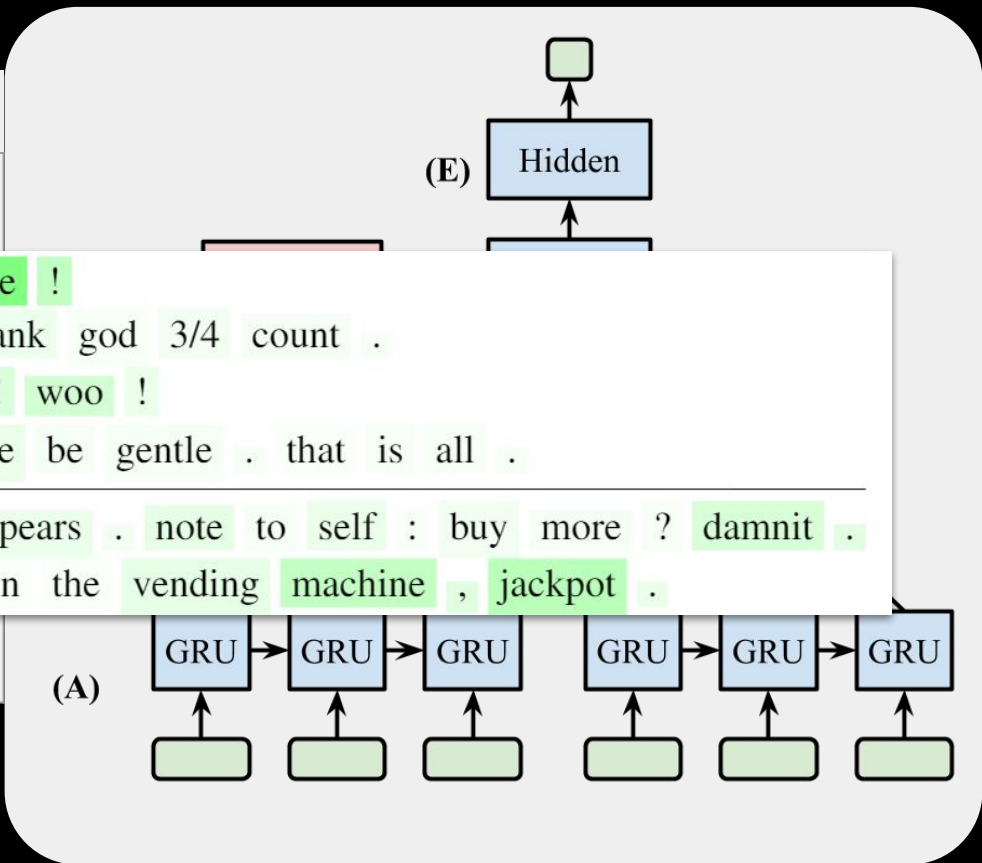 (E) Hidden
!
god 3/4 count .
woo !
be gentle . that is all .
pears . note to self : buy more ? damnit .
the vending machine , jackpot .
GRU GRU GRU GRU GRU GRU
(A)